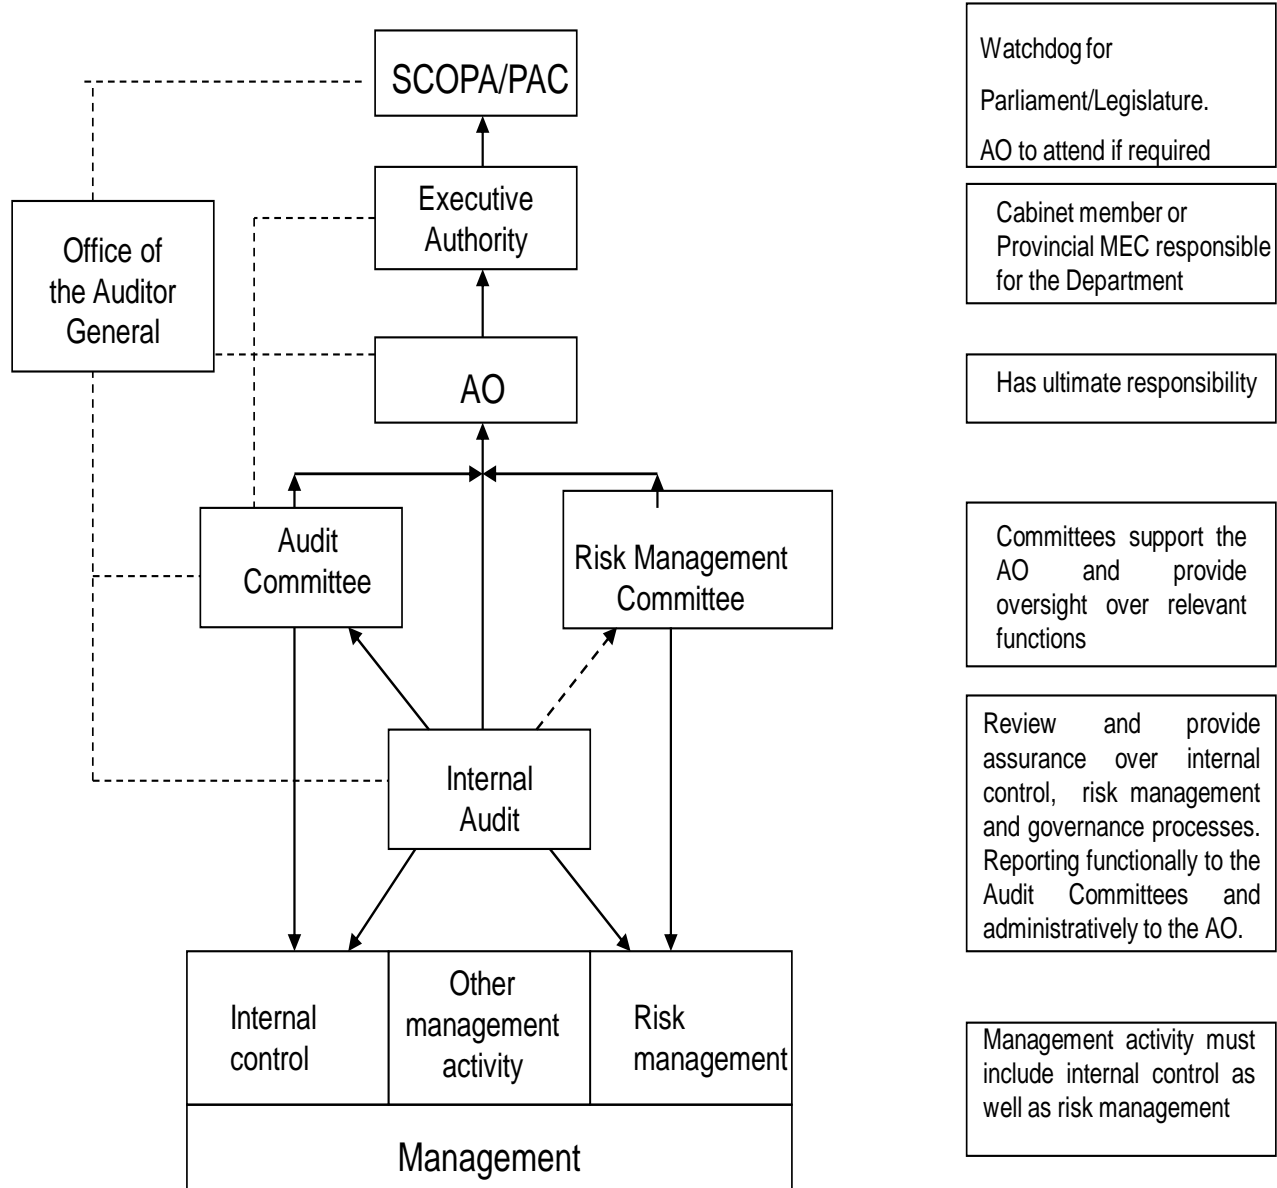 SCOPA/PAC
Executive
Authority
Office of
the Auditor
General
AO
Audit
Committee
Risk Management
Committee
Internal
Audit
Internal
control
Other
management
activity
Risk
management
Management
Watchdog for
Parliament/Legislature.
AO to attend if required
Cabinet member or
Provincial MEC responsible
for the Department
Has ultimate responsibility
Committees support the
AO and provide
oversight over relevant
functions
Review and provide
assurance over internal
control, risk management
and governance processes.
Reporting functionally to the
Audit Committees and
administratively to the AO.
Management activity must
include internal control as
well as risk management